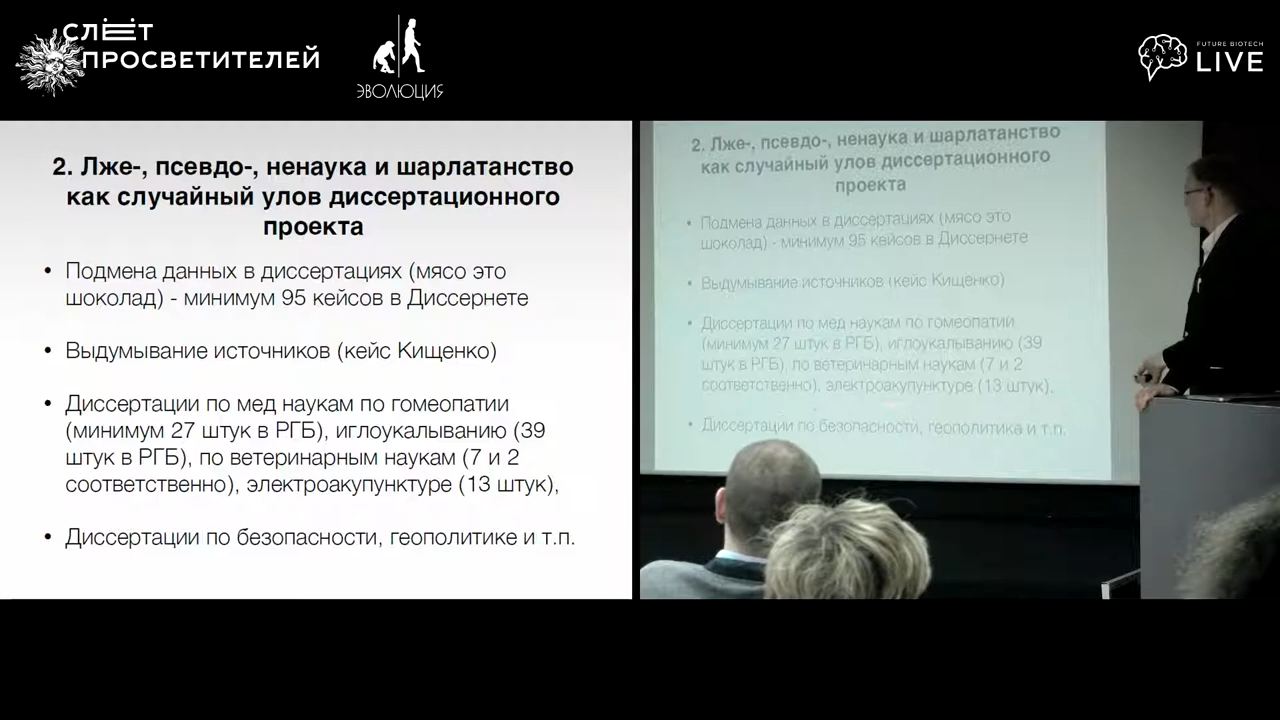 СЛЁТ
ПРОСВЕТИТЕЛЕЙ
ЭВОЛЮЦИЯ
FUTURE BIOTECH
LIVE
2. Лже-, псевдо-, ненаука и шарлатанство
как случайный улов диссертационного
проекта
• Подмена данных в диссертациях (мясо это
шоколад) - минимум 95 кейсов в Диссернете
• Выдумывание источников (кейс Кищенко)
• Диссертации по мед наукам по гомеопатии
(минимум 27 штук в РГБ), иглоукалыванию (39
штук в РГБ), по ветеринарным наукам (7 и 2
соответственно), электроакупунктуре (13 штук),
• Диссертации по безопасности, геополитике и т.п.
2. Лже-, псевдо-, ненаука и шарлатанство
как случайный улов диссертационного
проекта
• Подмена данных в диссертациях (мясо это
шоколад) - минимум 95 кейсов в Диссернете
• Выдумывание источников (кейс Кищенко)
• Диссертации по мед наукам по гомеопатии
(минимум 27 штук в РГБ), иглоукалыванию (39
штук в РГБ), по ветеринарным наукам (7 и 2
соответственно), электроакупунктуре (13 штук),
• Диссертации по безопасности, геополитике и т.п.